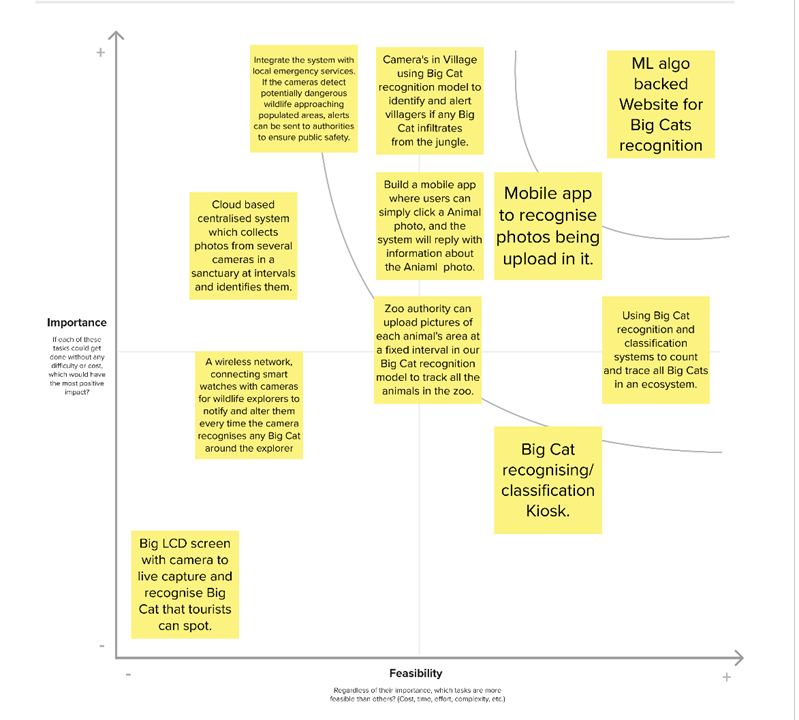 +
Integrate the system with
local emergency services.
If the cameras detect
potentially dangerous
wildlife approaching
populated areas, alerts
can be sent to authorities
to ensure public safety.
Camera's in Village
using Big Cat
recognition model to
identify and alert
villagers if any Big
Cat infiltrates
from the jungle.
ML algo
backed
Website for
Big Cats
recognition
Cloud based
centralised system
which collects
photos from several
cameras in a
sanctuary at intervals
and identifies them.
Build a mobile app
where users can
simply click a Animal
photo, and the
system will reply with
information about
the Aniaml photo.
Mobile app
to recognise
photos being
upload in it.
Importance
If each of these
tasks could get
done without any
difficulty or cost,
which would have
the most positive
impact?
Zoo authority can
upload pictures of
each animal's area at
a fixed interval in our
Big Cat recognition
model to track all the
animals in the zoo.
Using Big Cat
recognition and
classification
systems to count
and trace all Big Cats
in an ecosystem.
A wireless network,
connecting smart
watches with cameras
for wildlife explorers to
notify and alter them
every time the camera
recognises any Big Cat
around the explorer
Big Cat
recognising/
classification
Kiosk.
Big LCD screen
with camera to
live capture and
recognise Big
Cat that tourists
can spot.
-
-
Feasibility
+
Regardless of their importance, which tasks are more
feasible than others? (Cost, time, effort, complexity, etc.)